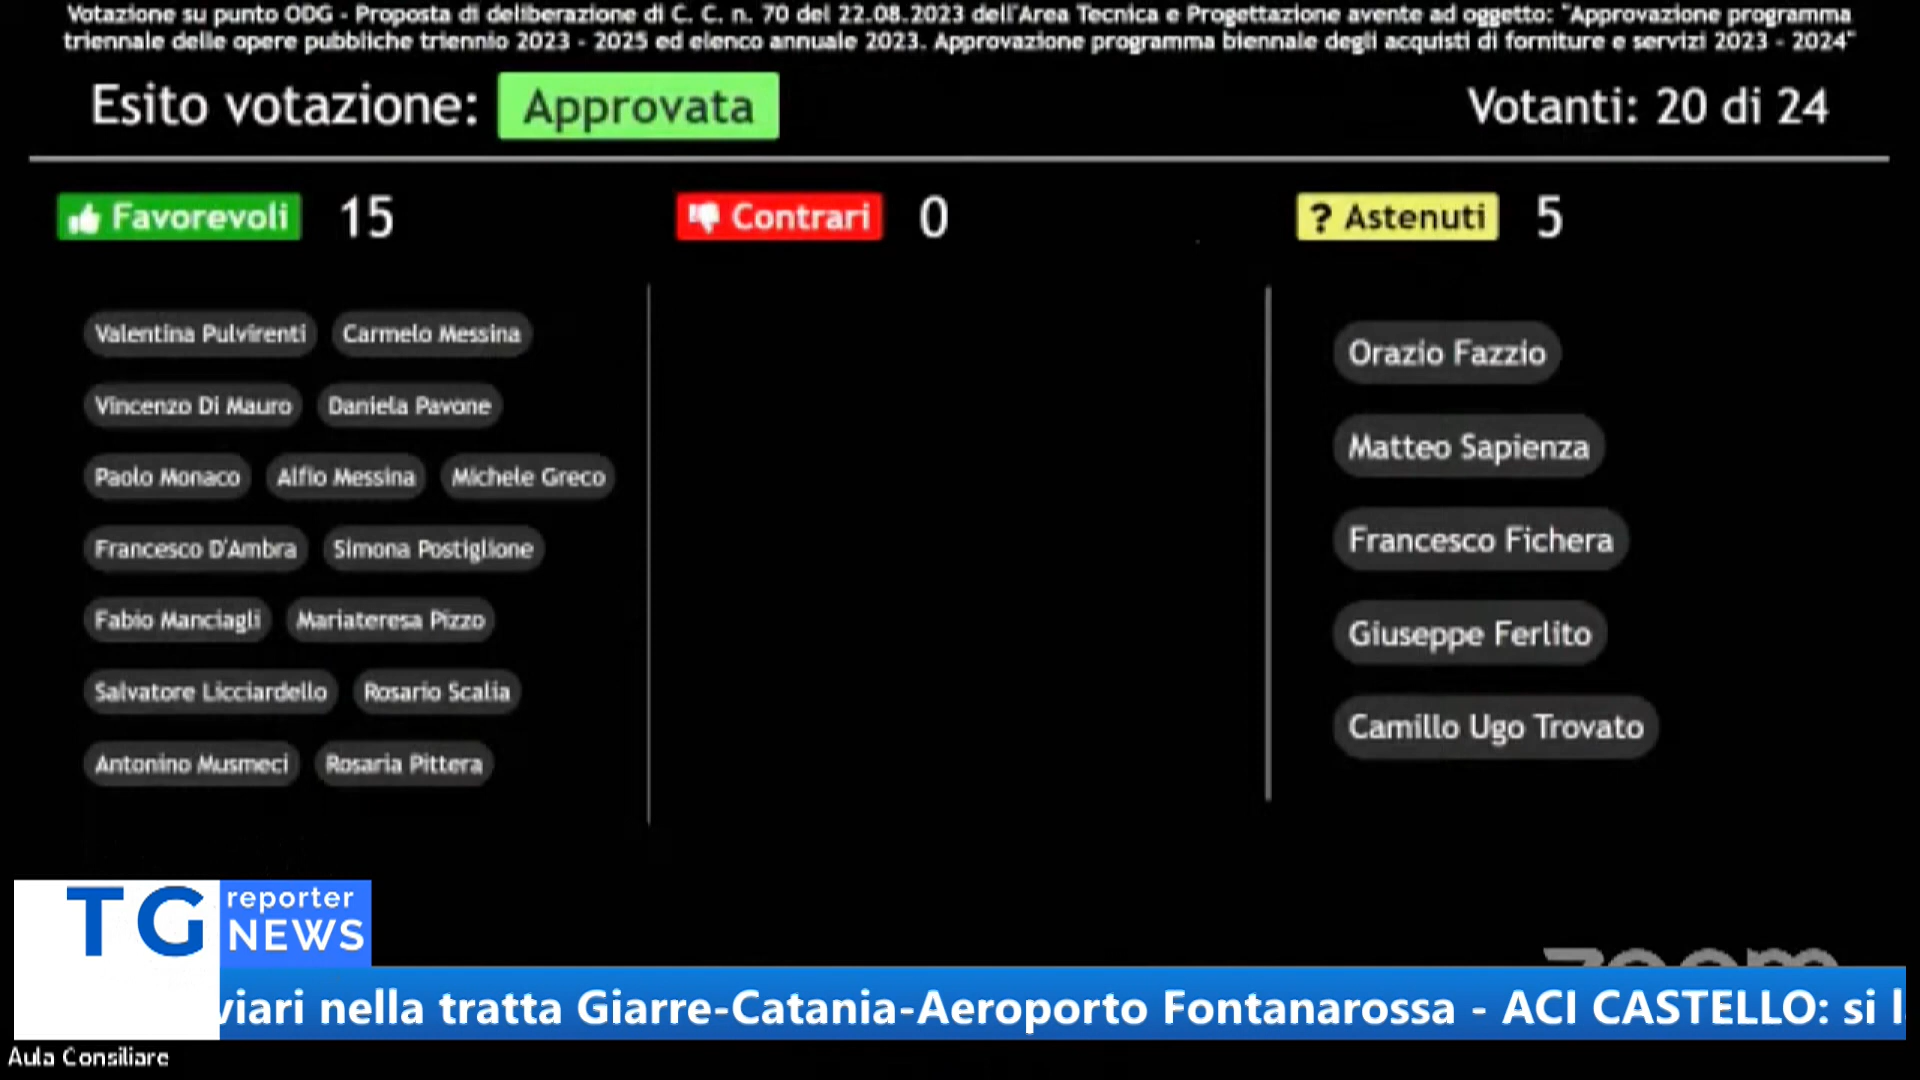 Votazione su punto ODG - Proposta di deliberazione di C. C. n. 70 del 22.08.2023 dell'Area Tecnica e Progettazione avente ad oggetto: "Approvazione programma
triennale delle opere pubbliche triennio 2023 - 2025 ed elenco annuale 2023. Approvazione programma biennale degli acquisti di forniture e servizi 2023 - 2024"
Esito votazione: Approvata Votanti: 20 di 24
Favorevoli 15 Contrari 0 ? Astenuti 5
Valentina Pulvirenti Carmelo Messina
Vincenzo Di Mauro Daniela Pavone
Paolo Monaco Alfio Messina Michele Greco
Francesco D'Ambra Simona Postiglione
Fabio Manciagli Mariateresa Pizzo
Salvatore Licciardello Rosario Scalia
Antonino Musmeci Rosaria Pittera
Orazio Fazzio
Matteo Sapienza
Francesco Fichera
Giuseppe Ferlito
Camillo Ugo Trovato
TG reporter
NEWS
zoom
viari nella tratta Giarre-Catania-Aeroporto Fontanarossa - ACI CASTELLO: si l
Aula Consiliare